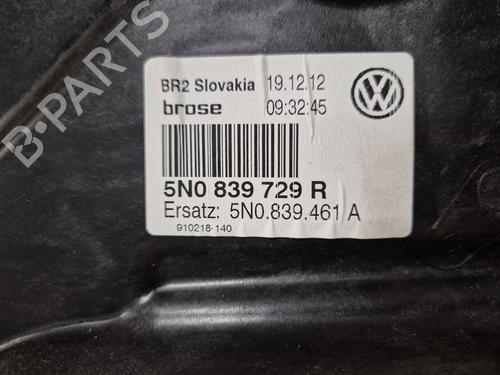 B-PARTS
BR2 Slovakia 19.12.12
brose 09:32:45
5N0 839 729 R
Ersatz: 5N0.839.461 A
910218-140